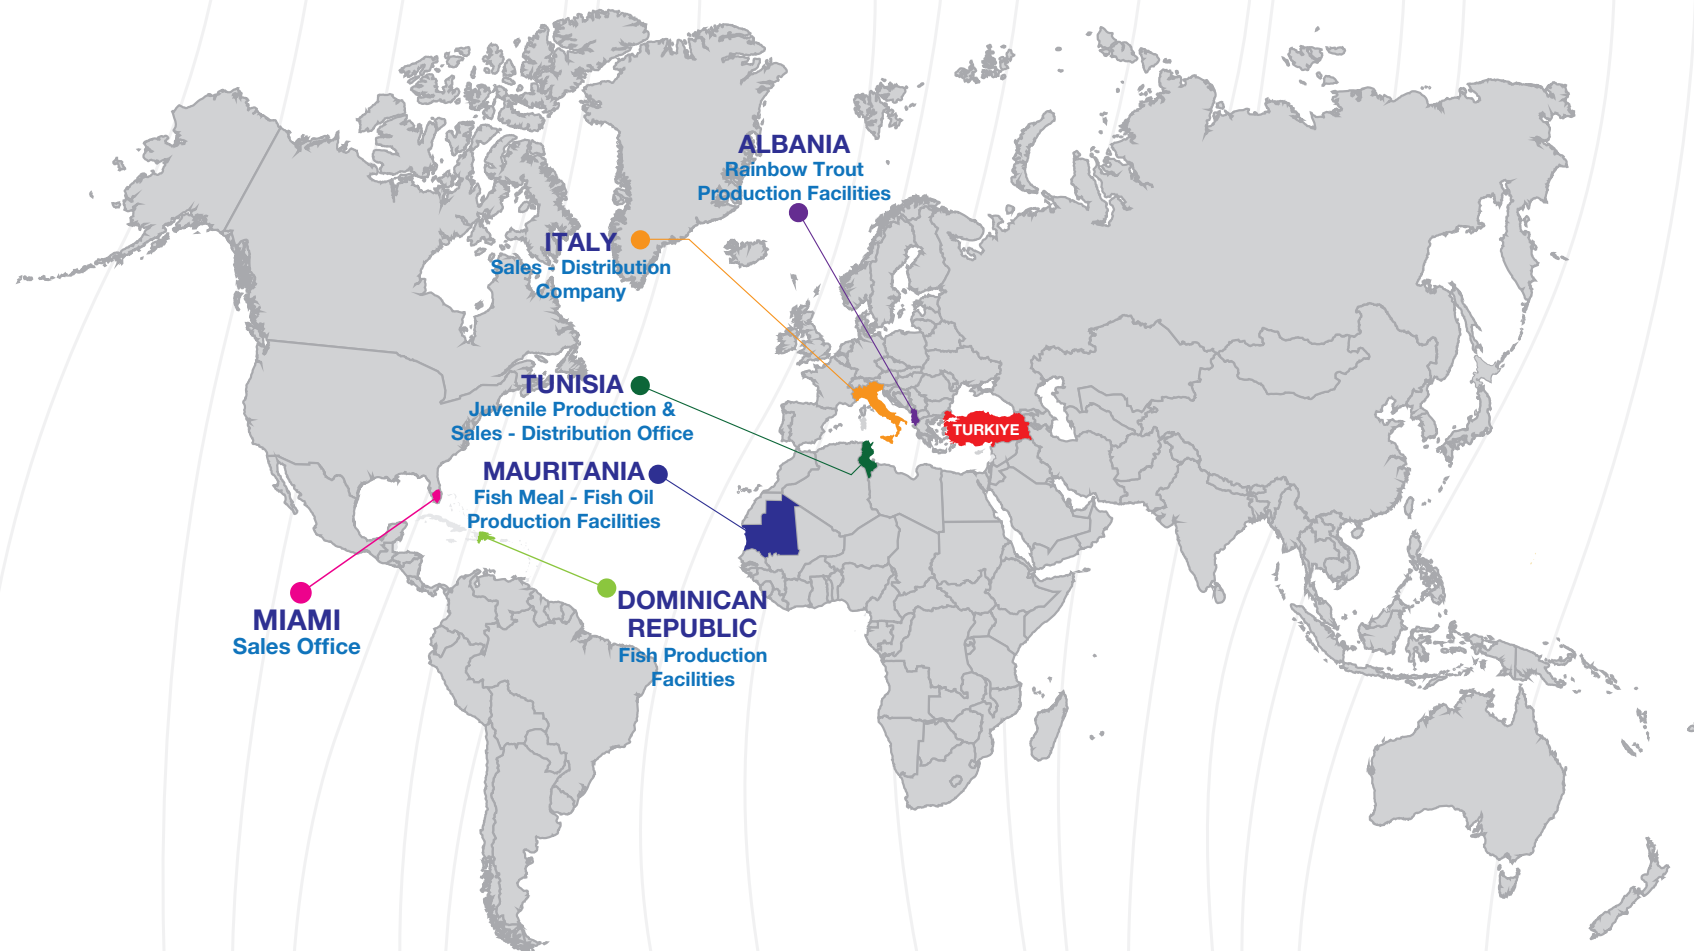 ALBANIA
Rainbow Trout
Production Facilities
ITALY
Sales - Distribution
Company
TUNISIA
Juvenile Production &
Sales - Distribution Office
TURKIYE
MAURITANIA
Fish Meal - Fish Oil
Production Facilities
MIAMI
Sales Office
DOMINICAN
REPUBLIC
Fish Production
Facilities